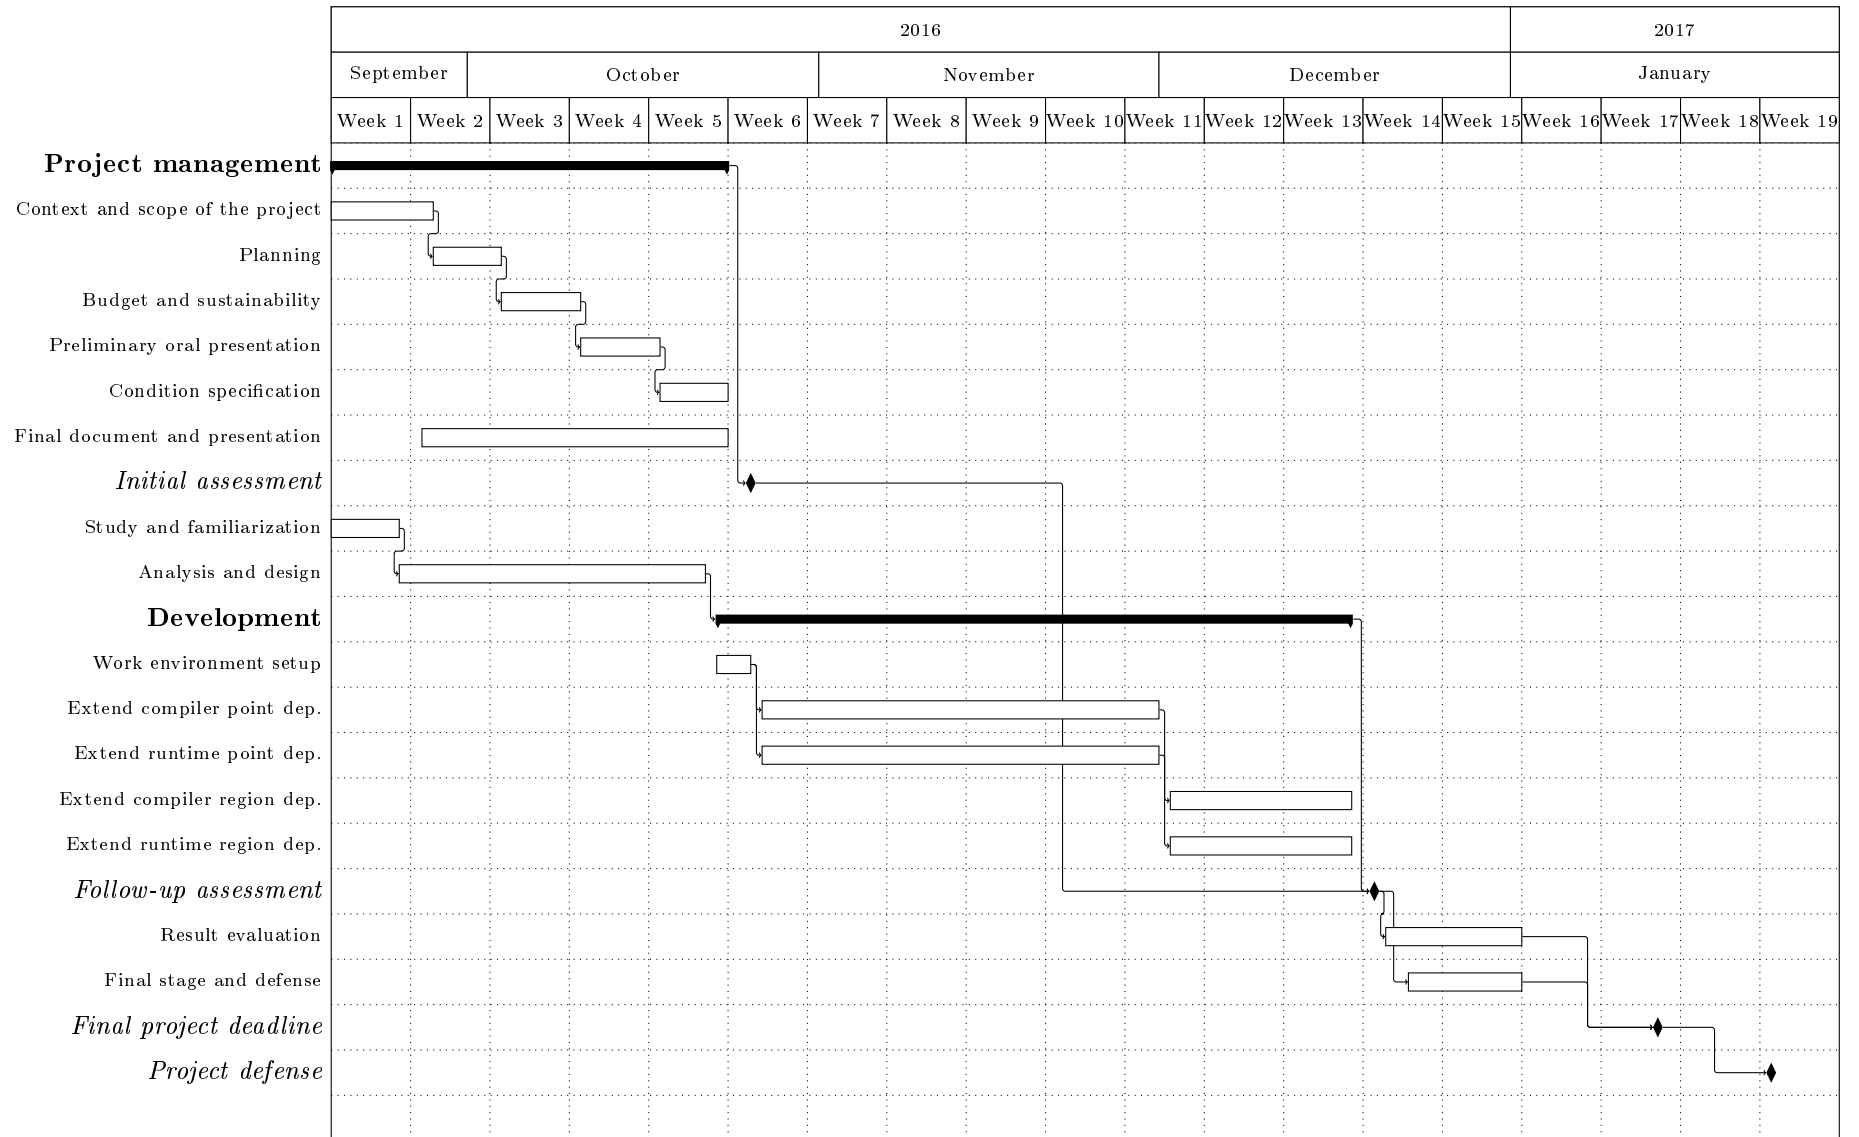 2016 2017
September October November December January
Week 1 Week 2 Week 3 Week 4 Week 5 Week 6 Week 7 Week 8 Week 9 Week 10 Week 11 Week 12 Week 13 Week 14 Week 15 Week 16 Week 17 Week 18 Week 19
Project management
Context and scope of the project
Planning
Budget and sustainability
Preliminary oral presentation
Condition specification
Final document and presentation
Initial assessment
Study and familiarization
Analysis and design
Development
Work environment setup
Extend compiler point dep.
Extend runtime point dep.
Extend compiler region dep.
Extend runtime region dep.
Follow-up assessment
Result evaluation
Final stage and defense
Final project deadline
Project defense